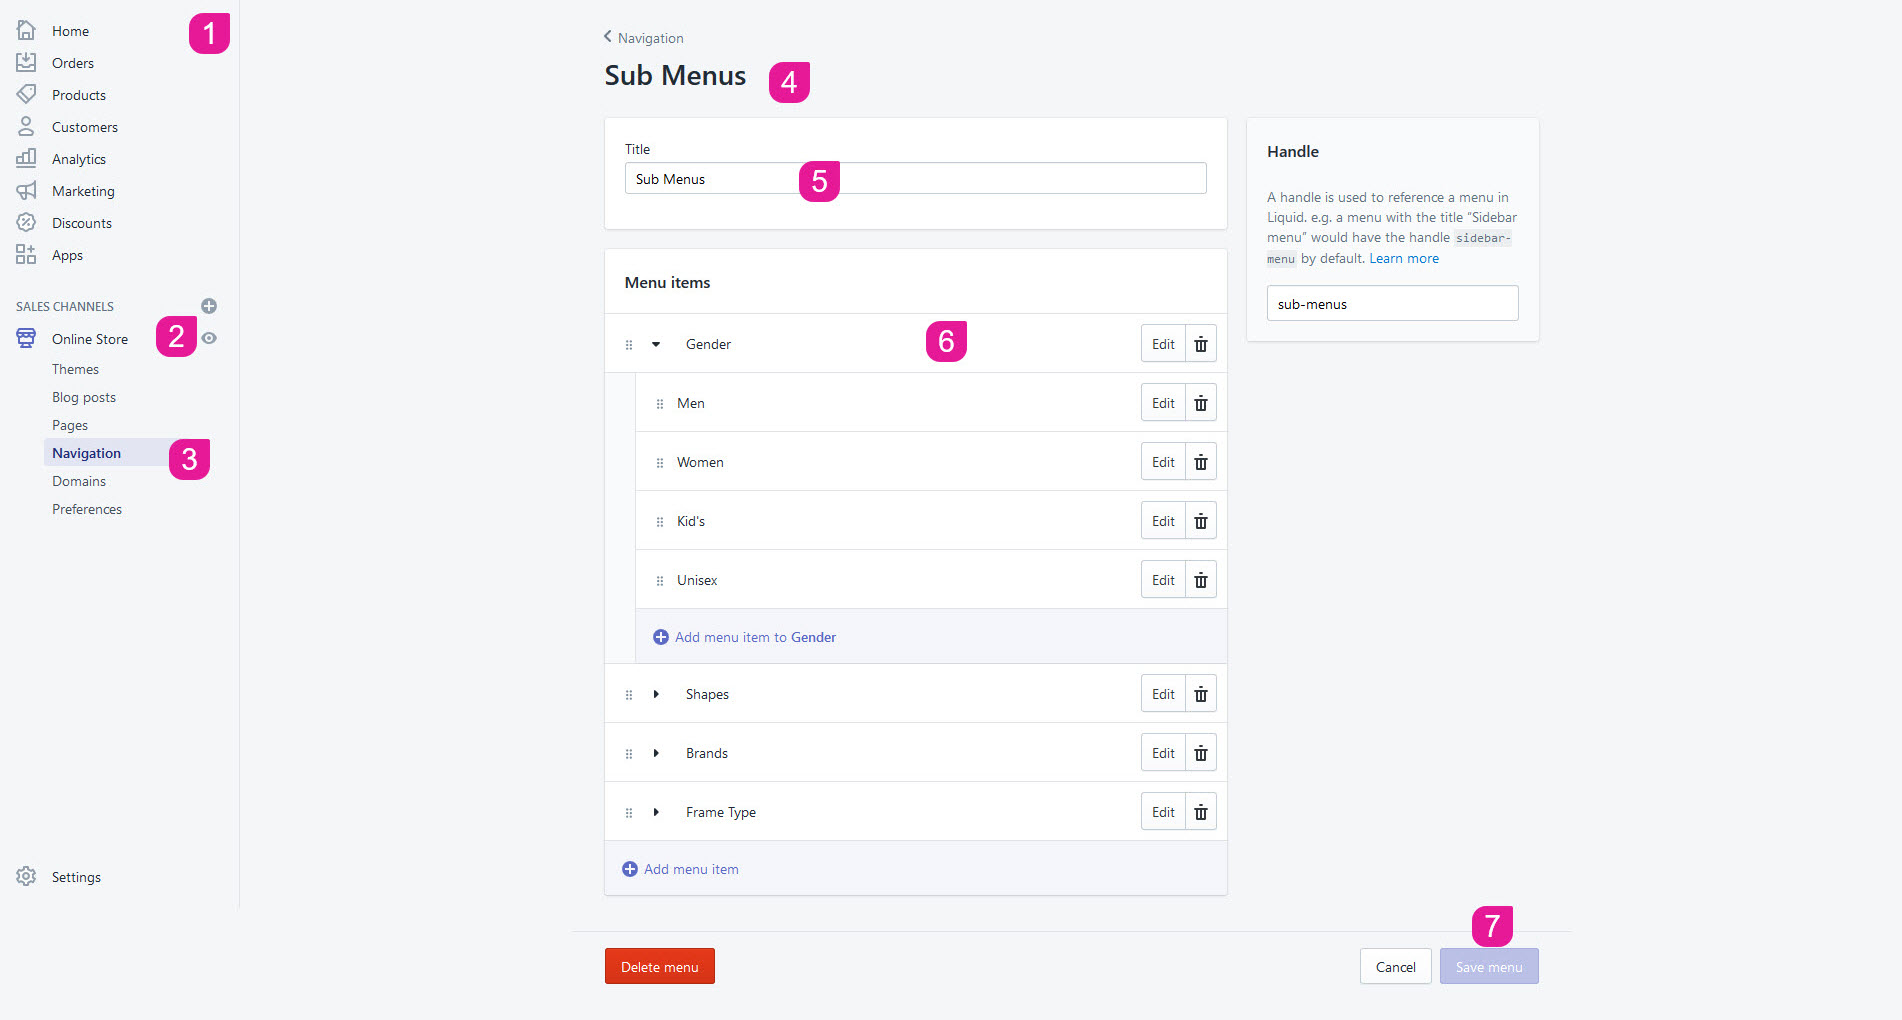 Home
1
Orders
Products
Customers
Analytics
Marketing
Discounts
Apps
SALES CHANNELS
Online Store
2
Themes
Blog posts
Pages
Navigation
3
Domains
Preferences
Settings
Navigation
Sub Menus
4
Title
Sub Menus
5
Menu items
Gender
6
Edit
Men
Edit
Women
Edit
Kid's
Edit
Unisex
Edit
Add menu item to Gender
Shapes
Edit
Brands
Edit
Frame Type
Edit
Add menu item
Handle
A handle is used to reference a menu in
Liquid. e.g. a menu with the title “Sidebar
menu” would have the handle sidebar-
menu by default. Learn more
sub-menus
7
Delete menu
Cancel
Save menu